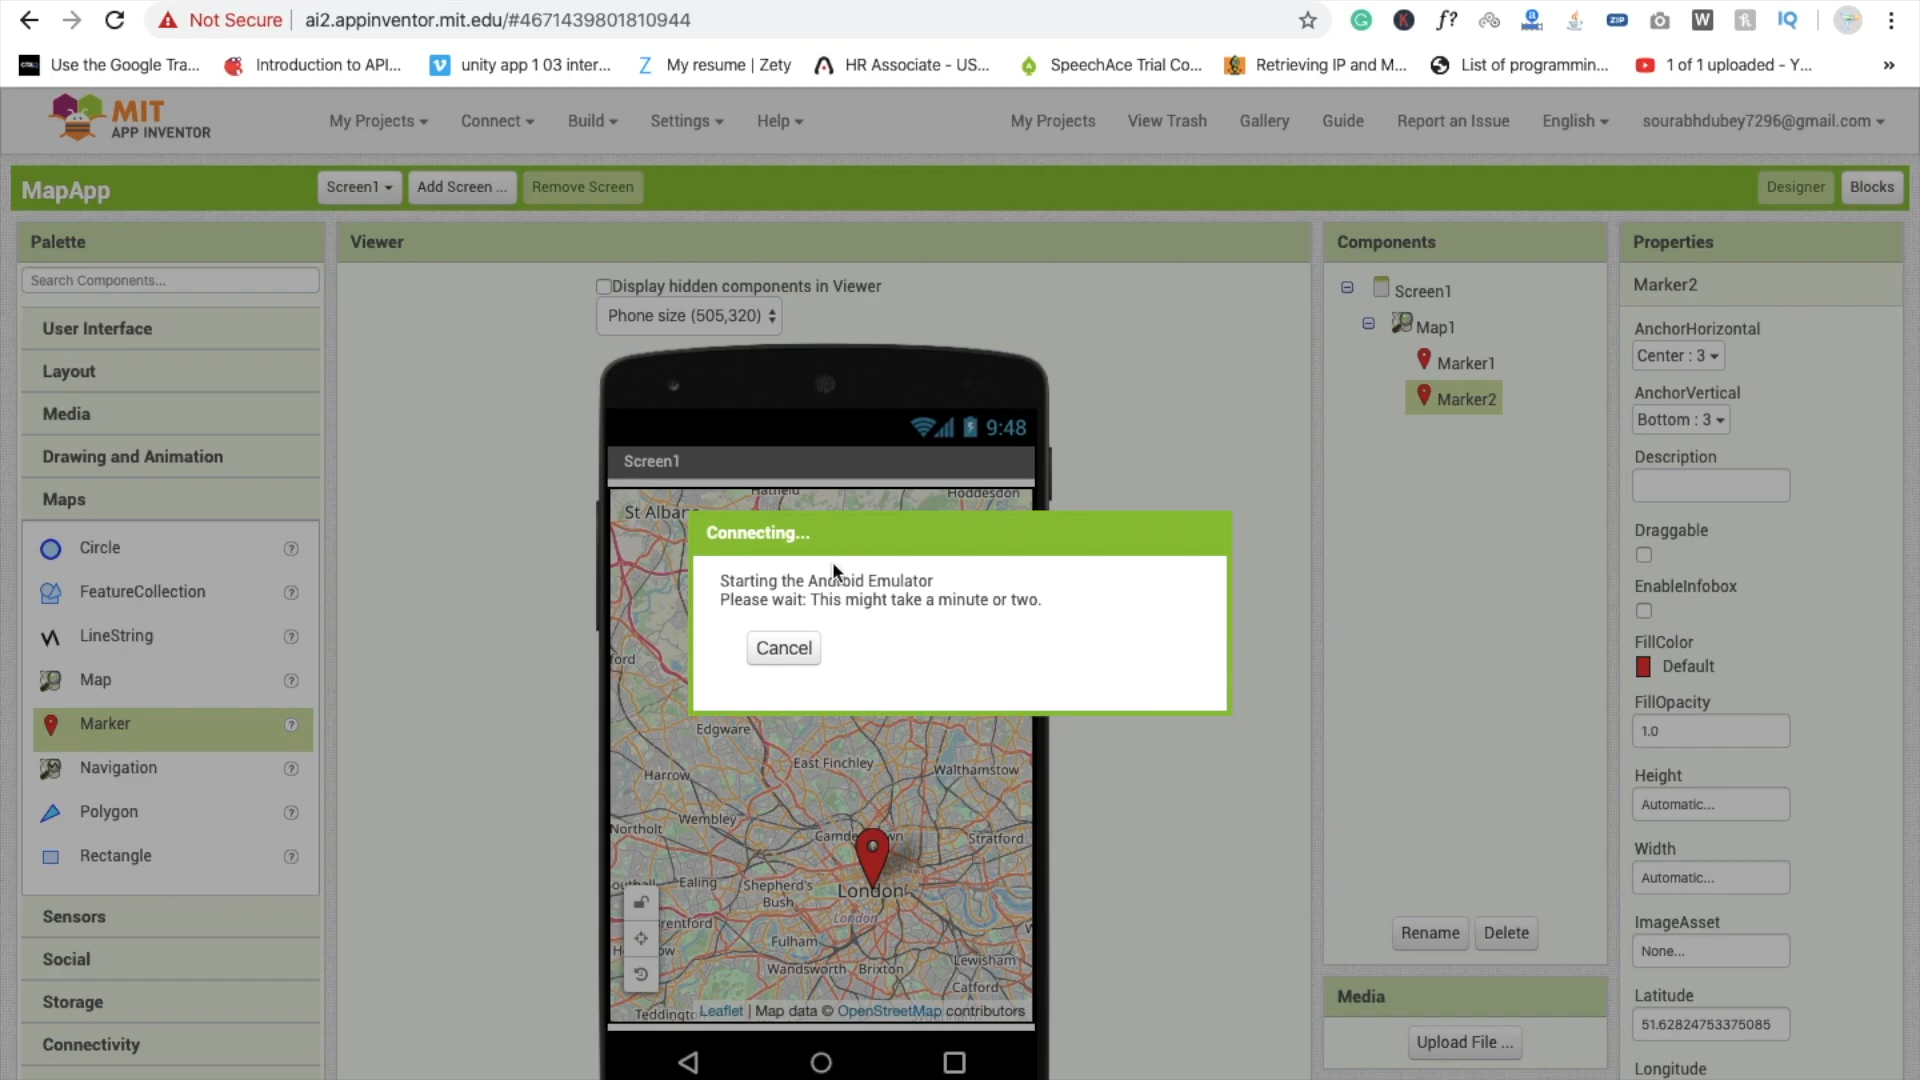 Not Secure | ai2.appinventor.mit.edu/#4671439801810944
Use the Google Tra... Introduction to API... unity app 1 03 inter... My resume | Zety HR Associate - US... SpeechAce Trial Co... Retrieving IP and M... List of programmin... 1 of 1 uploaded - Y... »
MIT
APP INVENTOR
My Projects Connect Build Settings Help My Projects View Trash Gallery Guide Report an Issue English sourabhdubey7296@gmail.com
MapApp Screen1 Add Screen ... Remove Screen Designer Blocks
Palette
Search Components...
User Interface
Layout
Media
Drawing and Animation
Maps
Circle
FeatureCollection
LineString
Map
Marker
Navigation
Polygon
Rectangle
Sensors
Social
Storage
Connectivity
Viewer
Display hidden components in Viewer
Phone size (505,320)
9:48
Screen1
Hatfield Hoddesdon
St Alban
Connecting...
Starting the Android Emulator
Please wait: This might take a minute or two.
Cancel
Edgware
East Finchley
Harrow Walthamstow
Wembley
Northolt Stratford
Ealing Shepherd's Bush
London
London
Fulham
Lewisham
Wandsworth Brixton
Catford
Leaflet | Map data © OpenStreetMap contributors
Components
Screen1
Map1
Marker1
Marker2
Rename Delete
Media
Upload File ...
Properties
Marker2
AnchorHorizontal
Center : 3
AnchorVertical
Bottom : 3
Description
Draggable
EnableInfobox
FillColor
Default
FillOpacity
1.0
Height
Automatic...
Width
Automatic...
ImageAsset
None...
Latitude
51.62824753375085
Longitude